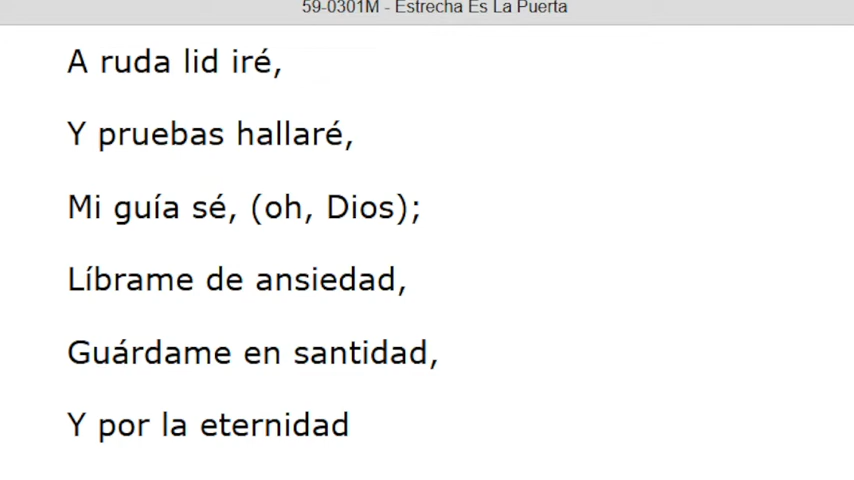 59-0301M - Estrecha Es La Puerta
A ruda lid iré,
Y pruebas hallaré,
Mi guía sé, (oh, Dios);
Líbrame de ansiedad,
Guárdame en santidad,
Y por la eternidad